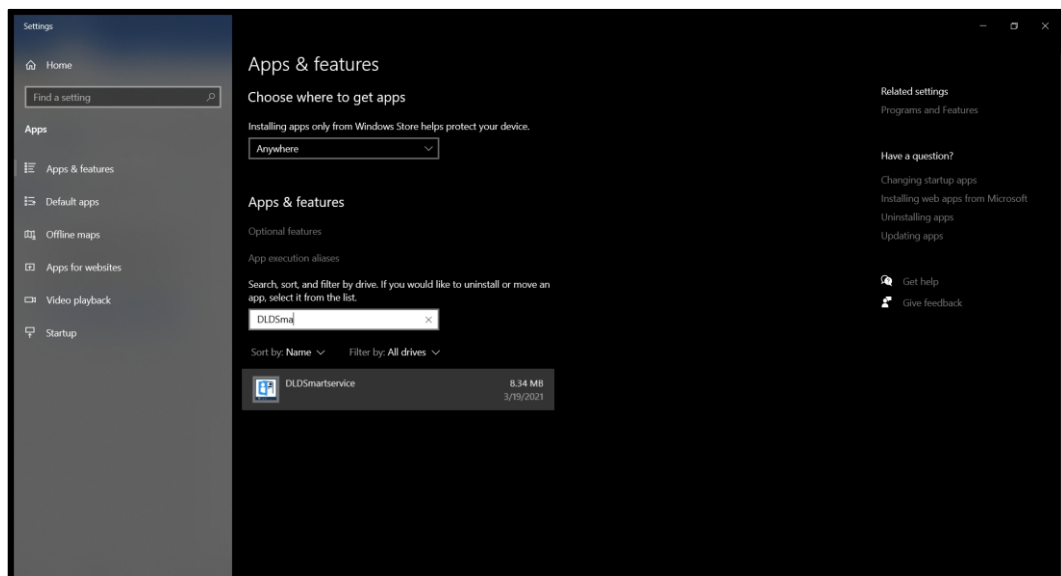 Settings
Home
Find a setting
Apps
Apps & features
Default apps
Offline maps
Apps for websites
Video playback
Startup
Apps & features
Choose where to get apps
Installing apps only from Windows Store helps protect your device.
Anywhere
Apps & features
Optional features
App execution aliases
Search, sort, and filter by drive. If you would like to uninstall or move an
app, select it from the list.
DLDSma
Sort by: Name Filter by: All drives
DLDSmartservice 8.34 MB
3/19/2021
Related settings
Programs and Features
Have a question?
Changing startup apps
Installing web apps from Microsoft
Uninstalling apps
Updating apps
Get help
Give feedback